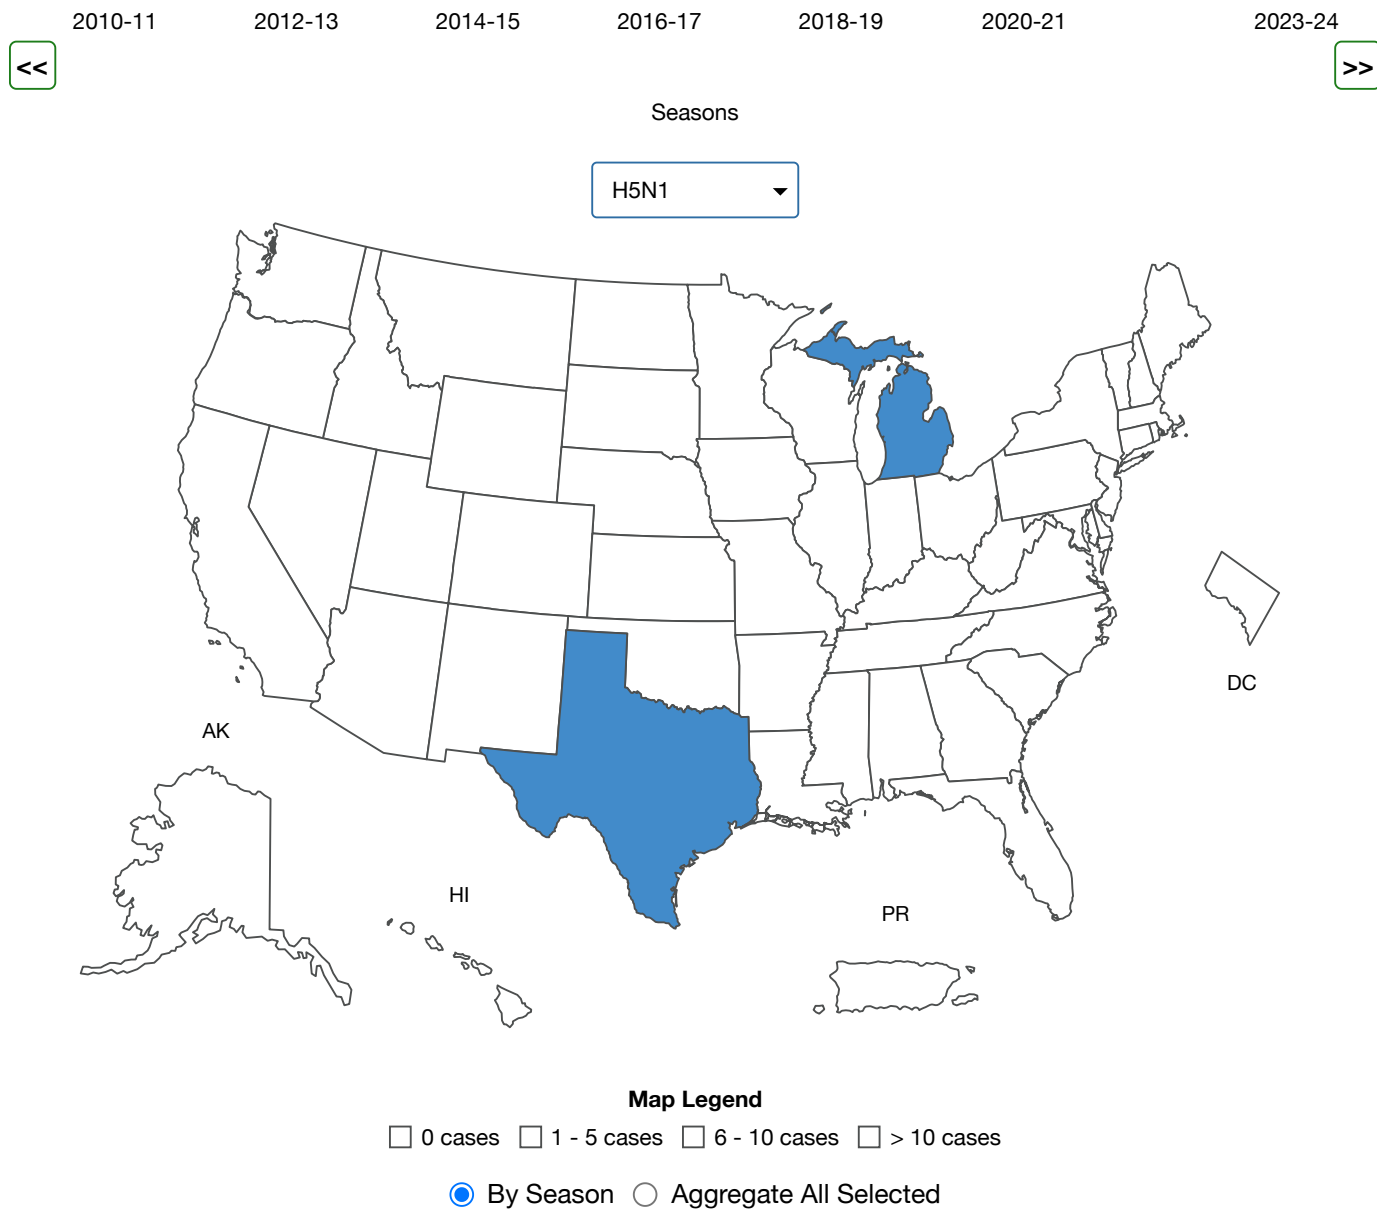 2010-11 2012-13 2014-15 2016-17 2018-19 2020-21 2023-24
<< >>
Seasons
H5N1
DC
AK
HI
PR
Map Legend
0 cases 1 - 5 cases 6 - 10 cases > 10 cases
By Season Aggregate All Selected